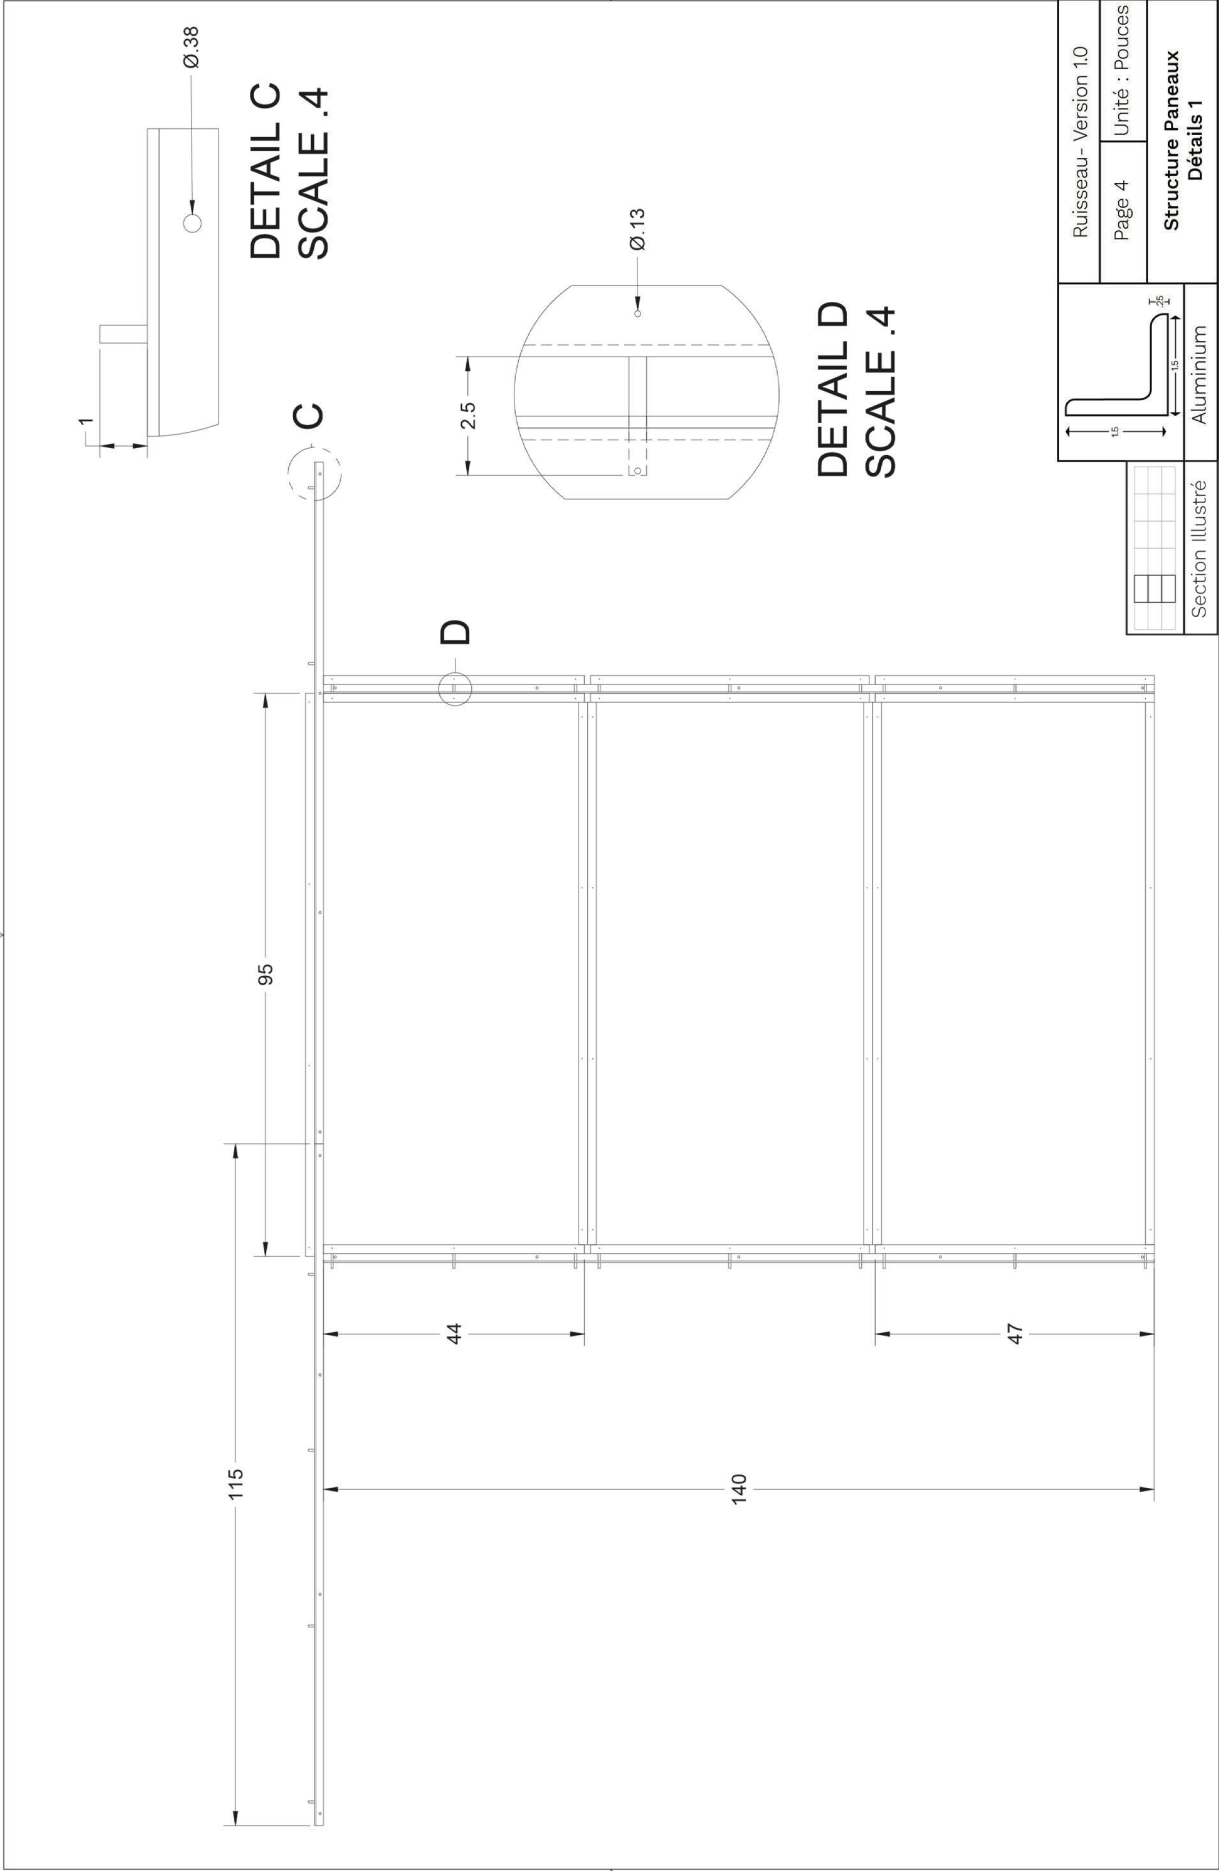 115
95
140
44
47
C
D
1
Ø.38
DETAIL C
SCALE .4
2.5
Ø.13
DETAIL D
SCALE .4
Section Illustré
1.5
1.5
.25
Aluminium
Ruisseau- Version 1.0
Page 4
Unité : Pouces
Structure Paneaux
Détails 1